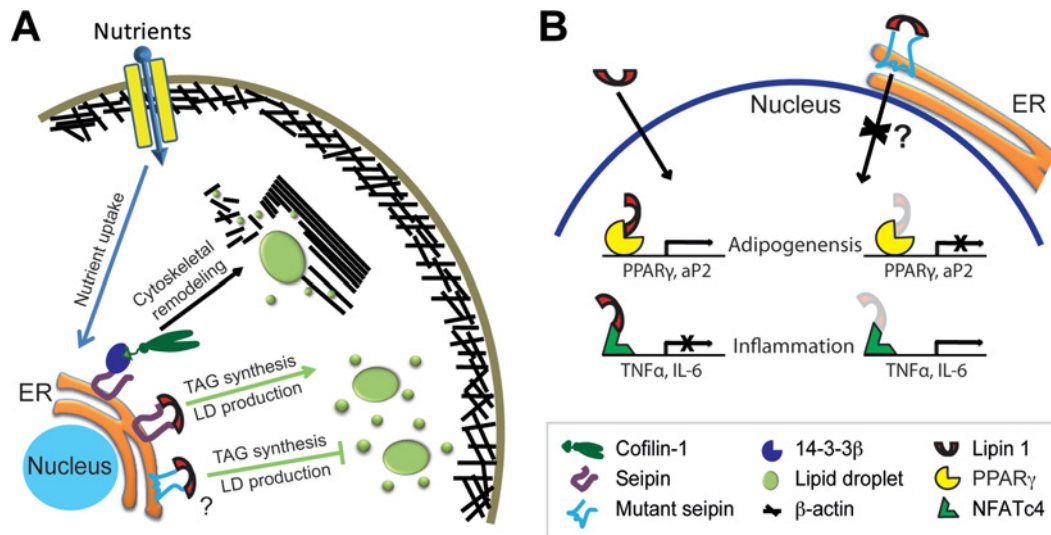 A
Nutrients
Nutrient uptake
Cytoskeletal
remodeling
ER
TAG synthesis
LD production
Nucleus
TAG synthesis
LD production
?
B
Nucleus
ER
?
Adipogenensis
PPARγ, aP2
X
PPARγ, aP2
X
Inflammation
TNFα, IL-6
TNFα, IL-6
Cofilin-1
14-3-3β
Lipin 1
Seipin
Lipid droplet
PPARγ
Mutant seipin
β-actin
NFATc4